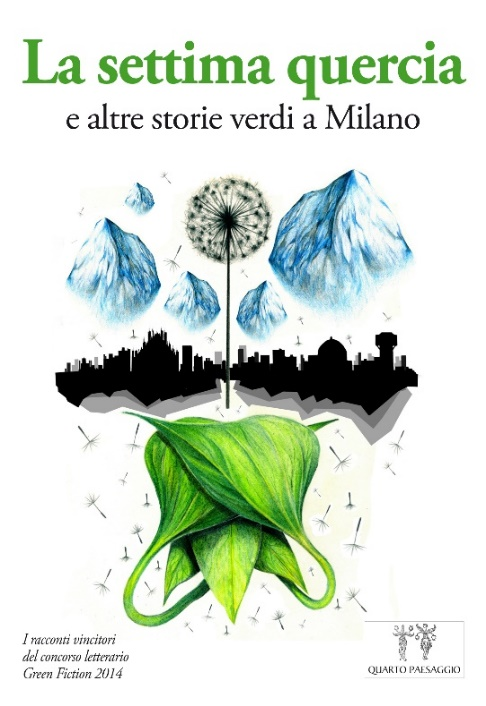 La settima quercia
e altre storie verdi a Milano
I racconti vincitori
del concorso letterario
Green Fiction 2014
QUARTO PAESAGGIO